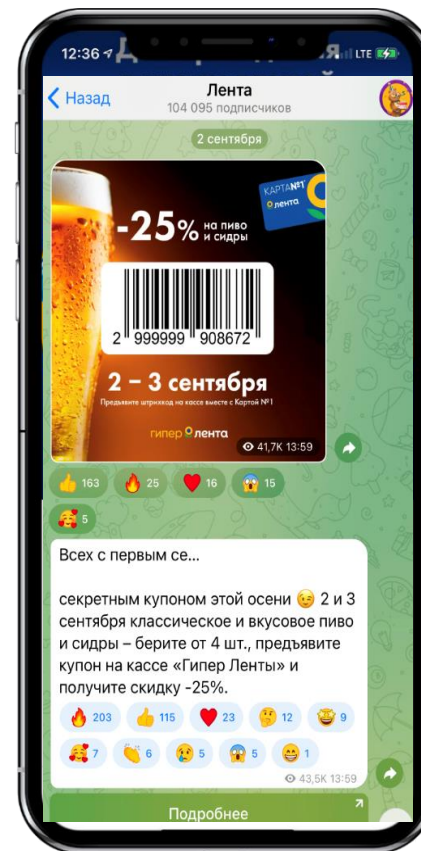 12:36
LTE
Назад
Лента
104 095 подписчиков
2 сентября
КАРТА№1
лента
-25% на пиво
и сидры
2 999999 908672
2 – 3 сентября
Предъявите штрихкод на кассе вместе с Картой №1
гипер лента
41,7K 13:59
163
25
16
15
5
Всех с первым се...
секретным купоном этой осени 😉 2 и 3
сентября классическое и вкусовое пиво
и сидры – берите от 4 шт., предъявите
купон на кассе «Гипер Ленты» и
получите скидку -25%.
203
115
23
12
9
7
6
5
5
1
43,5K 13:59
Подробнее